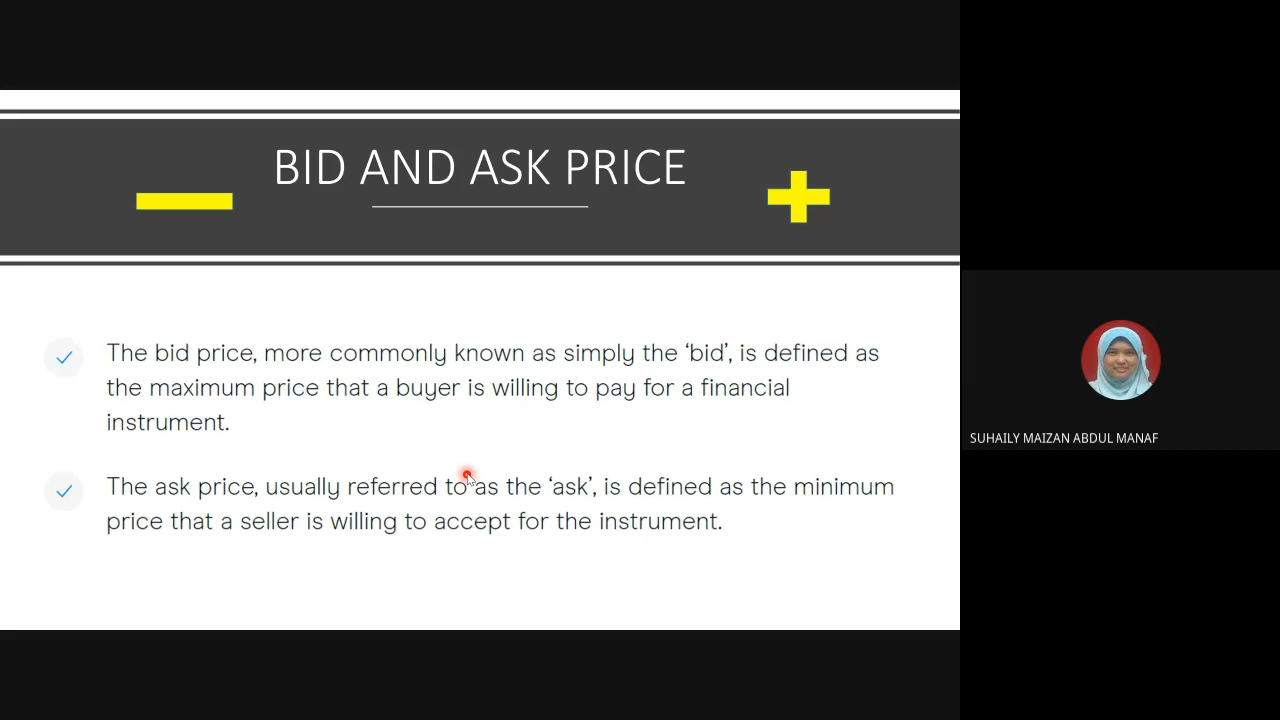 BID AND ASK PRICE
The bid price, more commonly known as simply the ‘bid’, is defined as
the maximum price that a buyer is willing to pay for a financial
instrument.
The ask price, usually referred to as the ‘ask’, is defined as the minimum
price that a seller is willing to accept for the instrument.
SUHAILY MAIZAN ABDUL MANAF